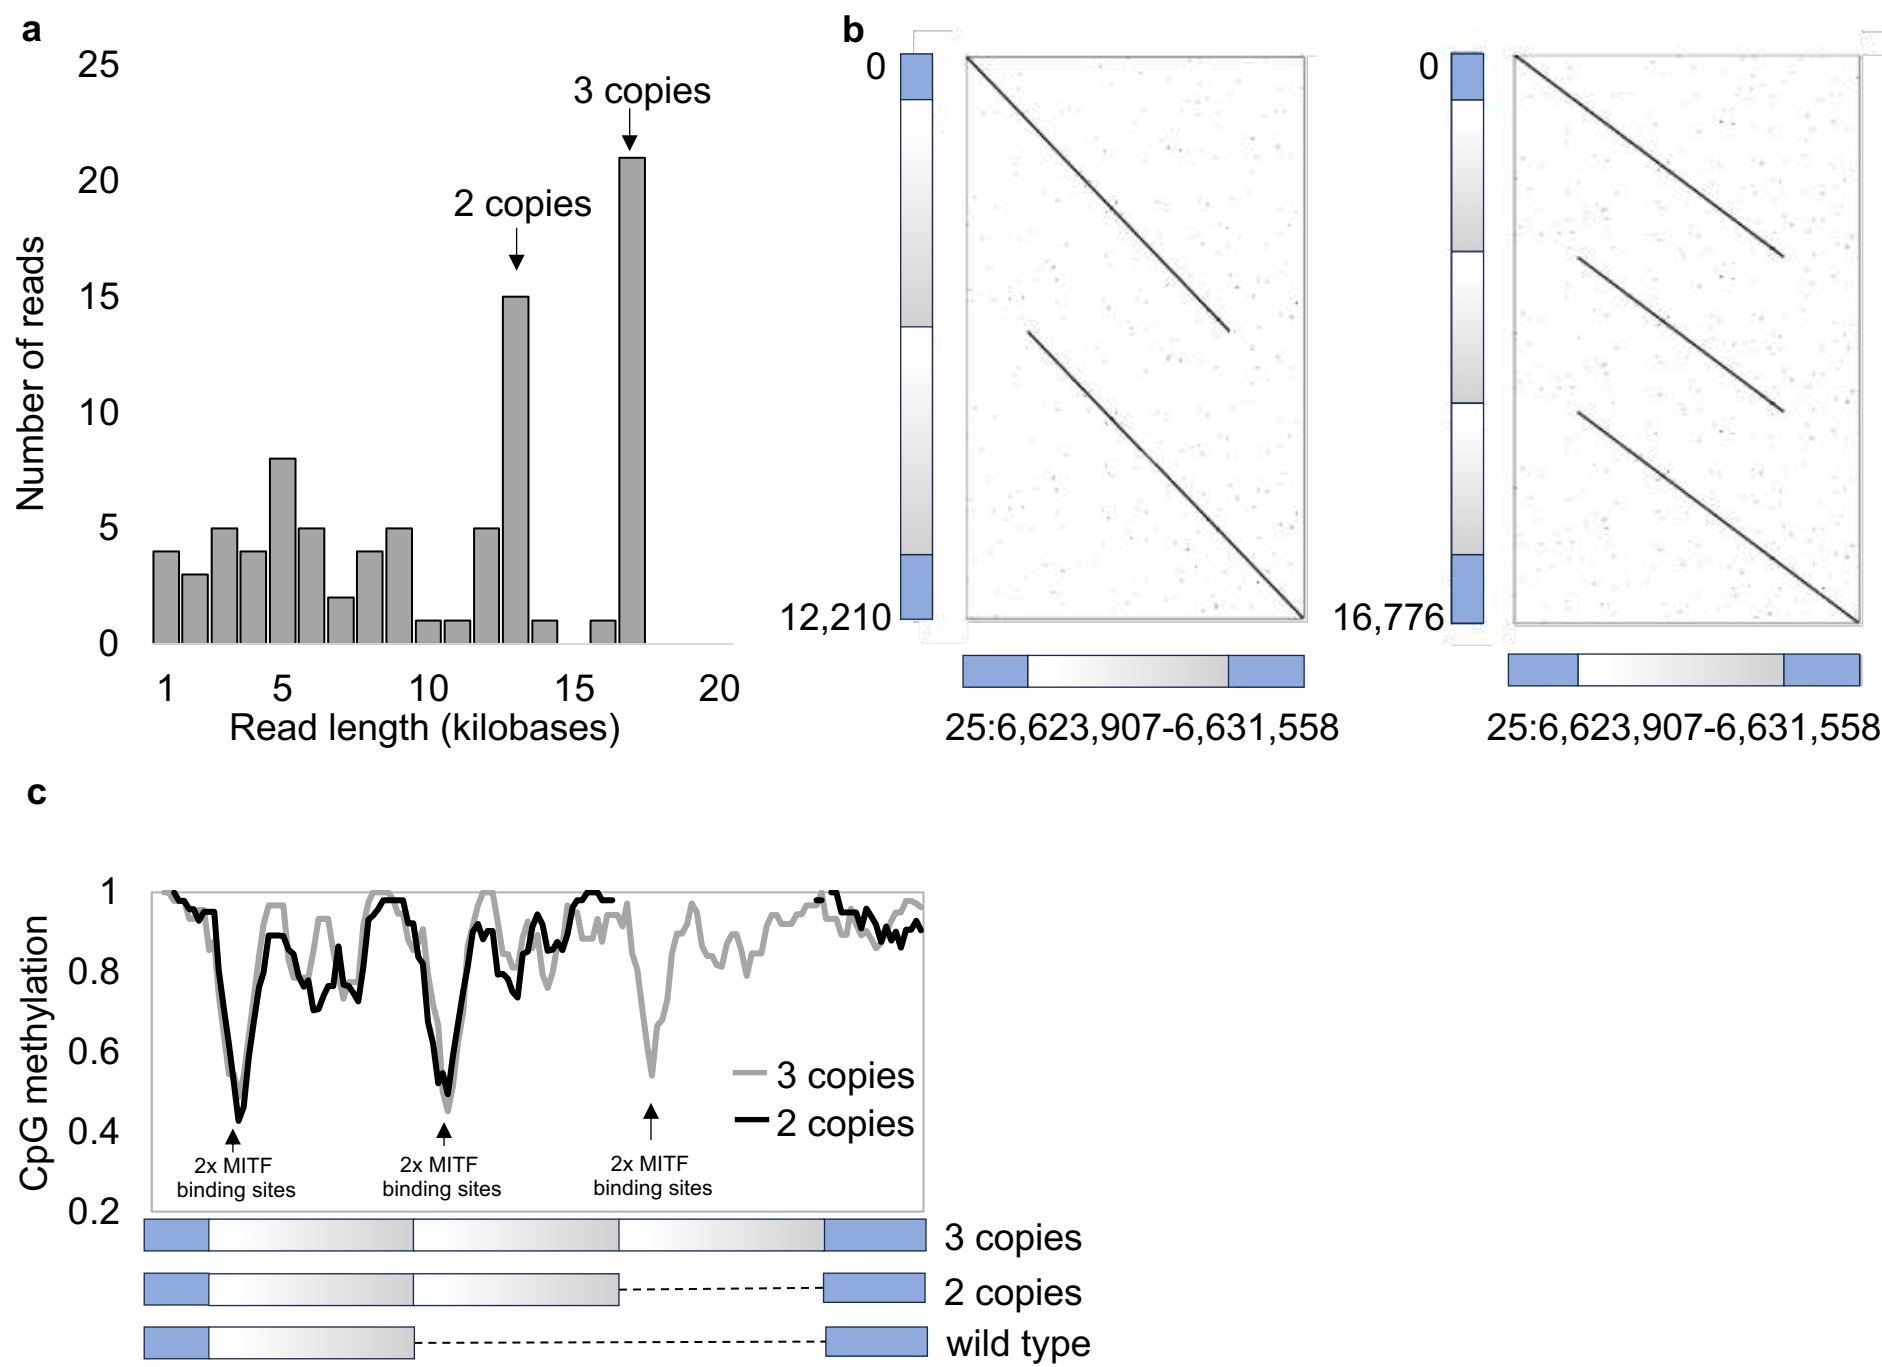 a
25
20
15
10
5
0
Number of reads
3 copies
2 copies
1 5 10 15 20
Read length (kilobases)
b
0
12,210
25:6,623,907-6,631,558
0
16,776
25:6,623,907-6,631,558
c
1
0.8
0.6
0.4
0.2
CpG methylation
3 copies
2 copies
2x MITF
binding sites
2x MITF
binding sites
2x MITF
binding sites
3 copies
2 copies
wild type